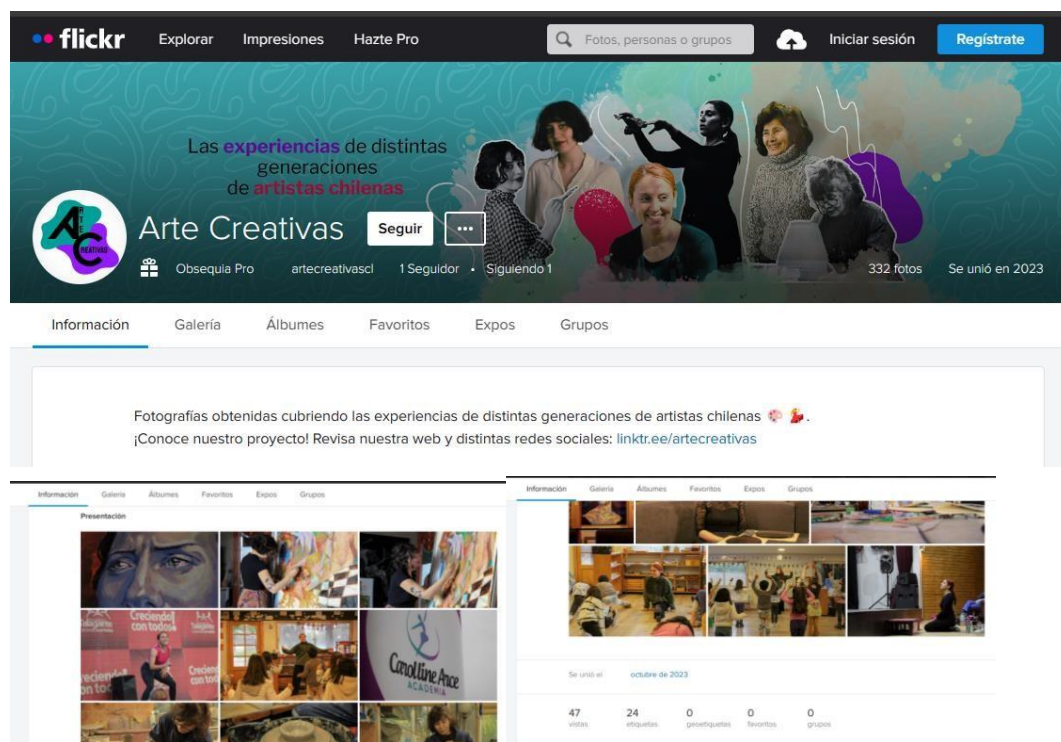 flickr Explorar Impresiones Hazte Pro Fotos, personas o grupos Iniciar sesión Regístrate
Las experiencias de distintas
generaciones
de artistas chilenas
ARTE
CREATIVAS
Arte Creativas Seguir ...
Obsequia Pro artecreativascl 1 Seguidor • Siguiendo 1 332 fotos Se unió en 2023
Información Galería Álbumes Favoritos Expos Grupos
Fotografías obtenidas cubriendo las experiencias de distintas generaciones de artistas chilenas 🎨 💃.
¡Conoce nuestro proyecto! Revisa nuestra web y distintas redes sociales: linktr.ee/artecreativas
Información Galería Álbumes Favoritos Expos Grupos
Presentación
Creciendo
con todos
Talagante
Carolline Ance
ACADEMIA
Información Galería Álbumes Favoritos Expos Grupos
Se unió el octubre de 2023
47 24 0 0 0
vistas etiquetas geoetiquetas favoritos grupos